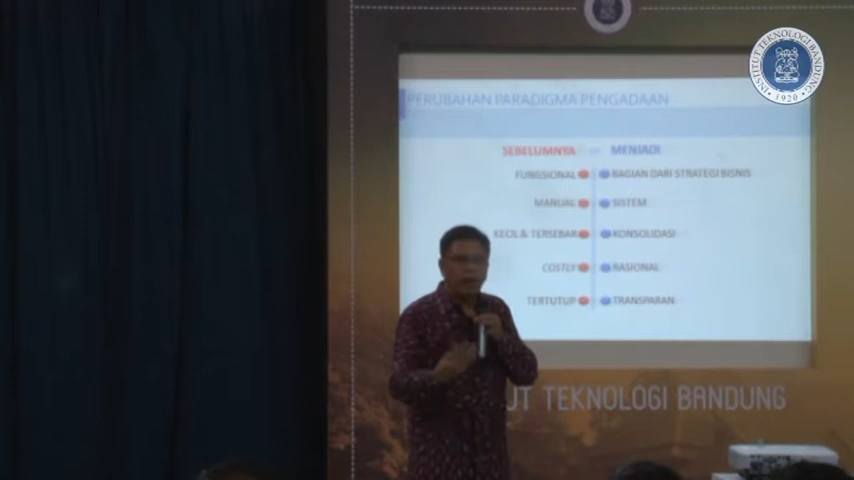 INSTITUT TEKNOLOGI BANDUNG
1920
PERUBAHAN PARADIGMA PENGADAAN
SEBELUMNYA MENJADI
FUNGSIONAL BAGIAN DARI STRATEGI BISNIS
MANUAL SISTEM
KECIL & TERSEBAR KONSOLIDASI
COSTLY RASIONAL
TERTUTUP TRANSPARAN
UT TEKNOLOGI BANDUNG